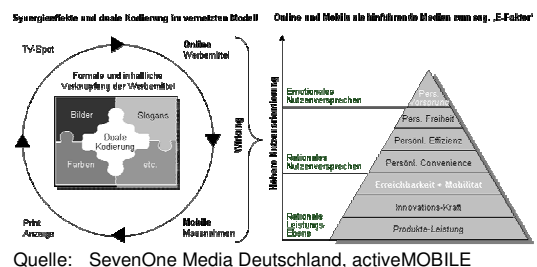 Synergieeffekte und duale Kodierung im vernetzten Modell
TV-Spot
Online
Werbemittel
Formale und inhaltliche
Verknüpfung der Werbemittel
Bilder
Slogans
Duale
Kodierung
Farben
etc.
Print
Anzeige
Mobile
Massnahmen
Wirkung
Online und Mobile als hinführende Medien zum sog. „E-Faktor"
Höhere Nutzenorientierung
Emotionales
Nutzenversprechen
Rationales
Nutzenversprechen
Rationale
Leistungs-
Ebene
Pers.
Vorsprung
Pers. Freiheit
Persönl. Effizienz
Persönl. Convenience
Erreichbarkeit + Mobilität
Innovations-Kraft
Produkte-Leistung
Quelle: SevenOne Media Deutschland, activeMOBILE